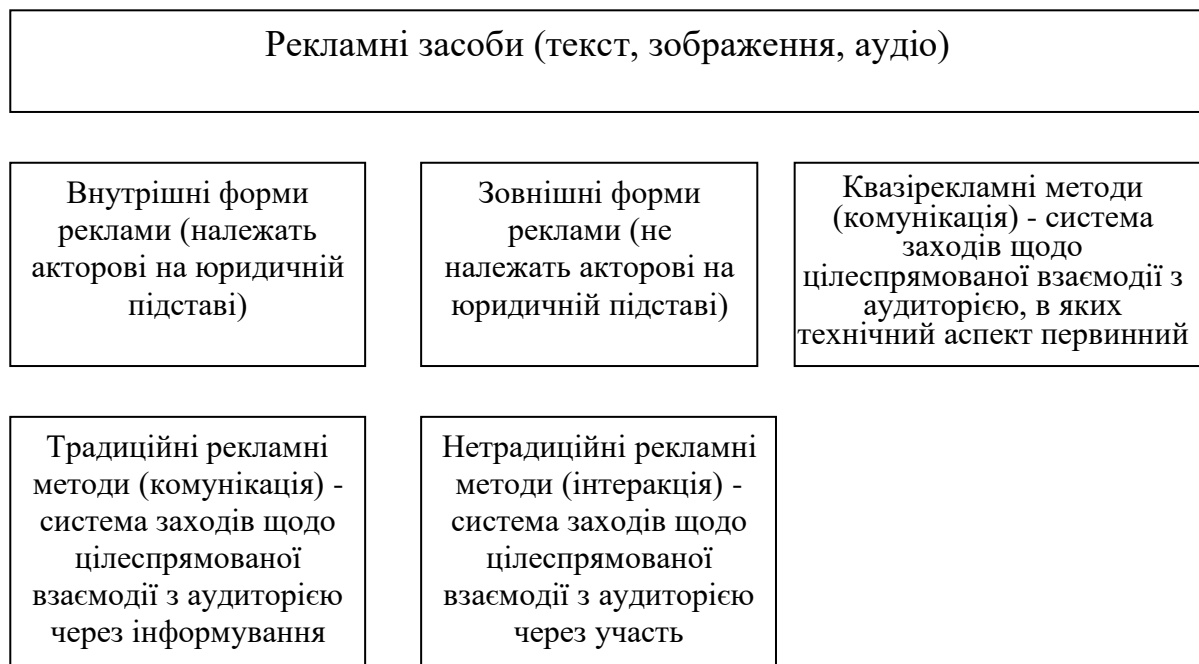 Рекламні засоби (текст, зображення, аудіо)
Внутрішні форми
реклами (належать
акторові на юридичній
підставі)
Зовнішні форми
реклами (не
належать акторові на
юридичній підставі)
Квазірекламні методи
(комунікація) - система
заходів щодо
цілеспрямованої взаємодії з
аудиторією, в яких
технічний аспект первинний
Традиційні рекламні
методи (комунікація) -
система заходів щодо
цілеспрямованої
взаємодії з аудиторією
через інформування
Нетрадиційні рекламні
методи (інтеракція) -
система заходів щодо
цілеспрямованої
взаємодії з аудиторією
через участь